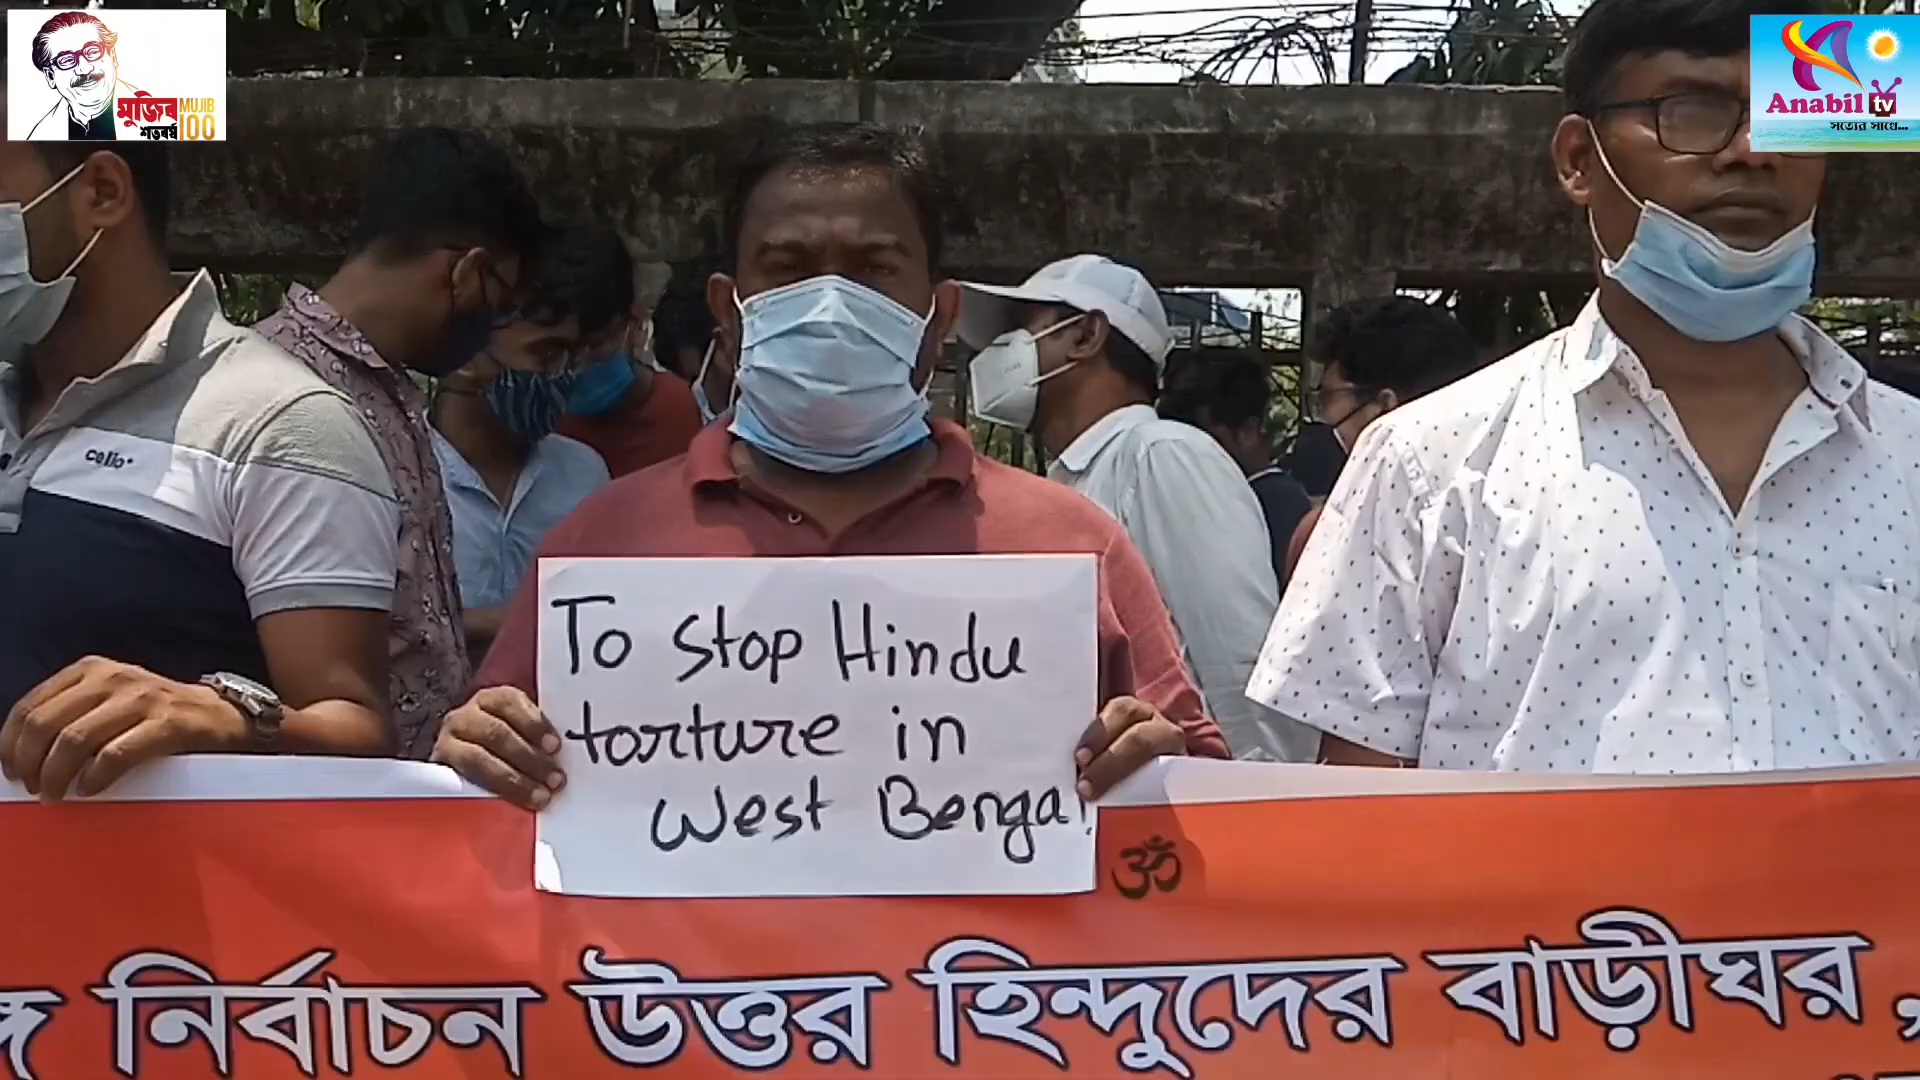 মুজিব
শতবর্ষ
MUJIB
100
Anabil tv
সত্যের সাথে...
cello
To stop Hindu
torture in
West Bengal
ॐ
নির্বাচন উত্তর হিন্দুদের বাড়ীঘর,